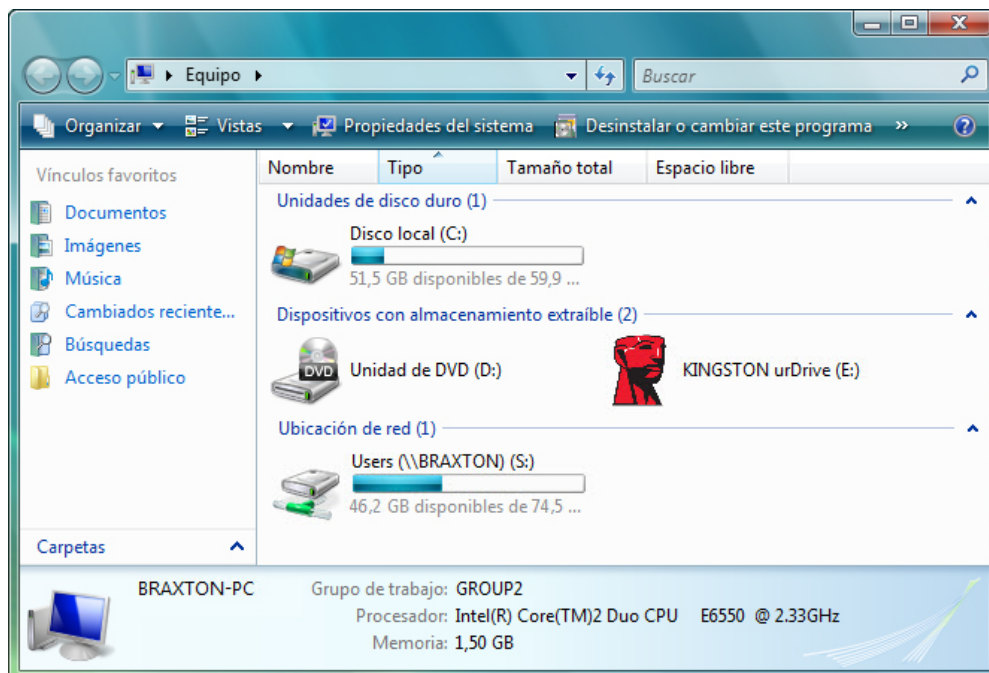 Equipo
Buscar
Organizar Vistas Propiedades del sistema Desinstalar o cambiar este programa »
Vínculos favoritos
Documentos
Imágenes
Música
Cambiados reciente...
Búsquedas
Acceso público
Carpetas
Nombre Tipo Tamaño total Espacio libre
Unidades de disco duro (1)
Disco local (C:)
51,5 GB disponibles de 59,9 ...
Dispositivos con almacenamiento extraíble (2)
DVD
Unidad de DVD (D:)
KINGSTON urDrive (E:)
Ubicación de red (1)
Users (\\BRAXTON) (S:)
46,2 GB disponibles de 74,5 ...
BRAXTON-PC
Grupo de trabajo: GROUP2
Procesador: Intel(R) Core(TM)2 Duo CPU E6550 @ 2.33GHz
Memoria: 1,50 GB